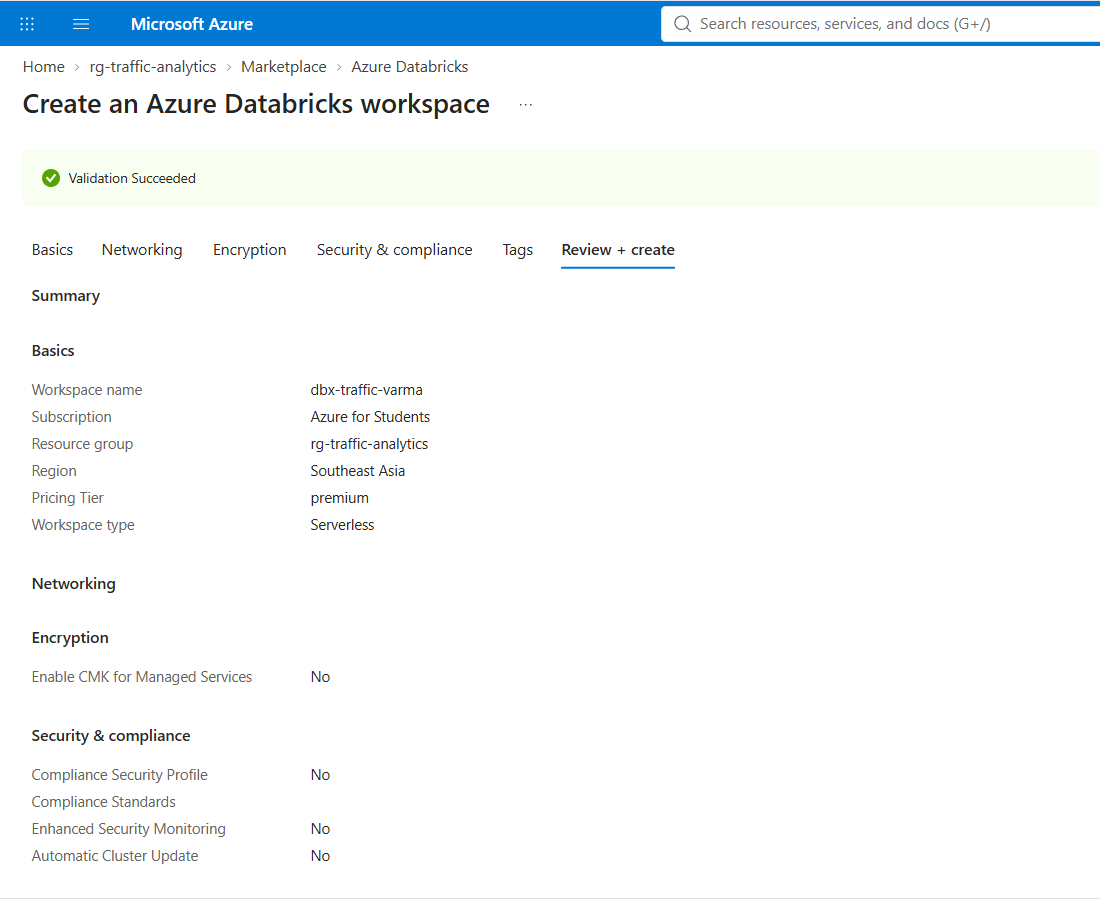 Microsoft Azure
Search resources, services, and docs (G+/)
Home › rg-traffic-analytics › Marketplace › Azure Databricks
Create an Azure Databricks workspace ...
Validation Succeeded
Basics Networking Encryption Security & compliance Tags Review + create
Summary
Basics
Workspace name dbx-traffic-varma
Subscription Azure for Students
Resource group rg-traffic-analytics
Region Southeast Asia
Pricing Tier premium
Workspace type Serverless
Networking
Encryption
Enable CMK for Managed Services No
Security & compliance
Compliance Security Profile No
Compliance Standards
Enhanced Security Monitoring No
Automatic Cluster Update No